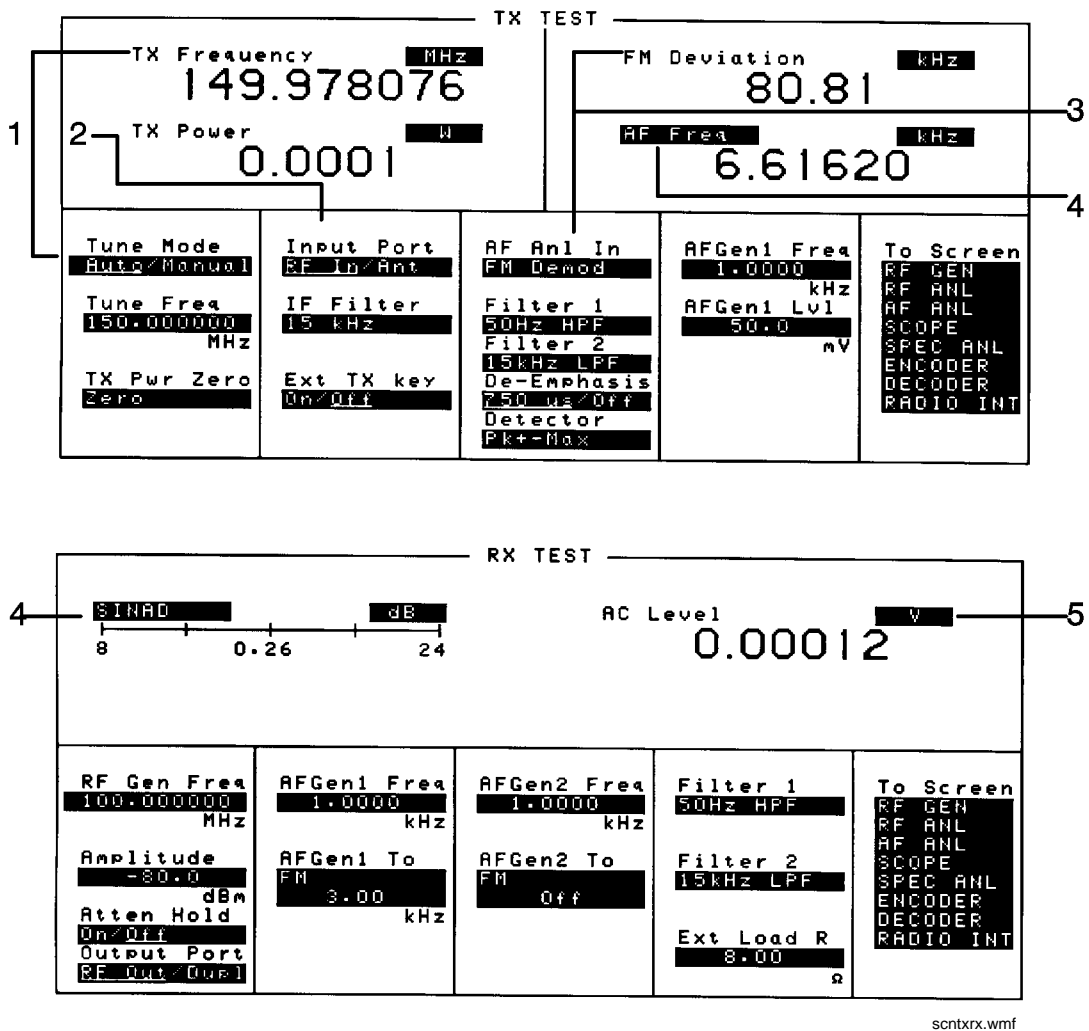 TX TEST
1
TX Frequency MHz
149.978076
2
TX Power W
0.0001
FM Deviation kHz
80.81
3
AF Freq kHz
6.61620
4
Tune Mode
Auto/Manual
Tune Freq
150.000000
MHz
TX Pwr Zero
Zero
Input Port
RF In/Ant
IF Filter
15 kHz
Ext TX key
On/Off
AF Anl In
FM Demod
Filter 1
50Hz HPF
Filter 2
15kHz LPF
De-Emphasis
750 us/Off
Detector
Pk+-Max
AFGen1 Freq
1.0000
kHz
AFGen1 Lvl
50.0
mV
To Screen
RF GEN
RF ANL
AF ANL
SCOPE
SPEC ANL
ENCODER
DECODER
RADIO INT
RX TEST
4
SINAD dB
8 0.26 24
AC Level V
0.00012
5
RF Gen Freq
100.000000
MHz
Amplitude
-80.0
dBm
Atten Hold
On/Off
Output Port
RF Out/Dupl
AFGen1 Freq
1.0000
kHz
AFGen1 To
FM
3.00
kHz
AFGen2 Freq
1.0000
kHz
AFGen2 To
FM
Off
Filter 1
50Hz HPF
Filter 2
15kHz LPF
Ext Load R
8.00
Ω
To Screen
RF GEN
RF ANL
AF ANL
SCOPE
SPEC ANL
ENCODER
DECODER
RADIO INT
scntxrx.wmf